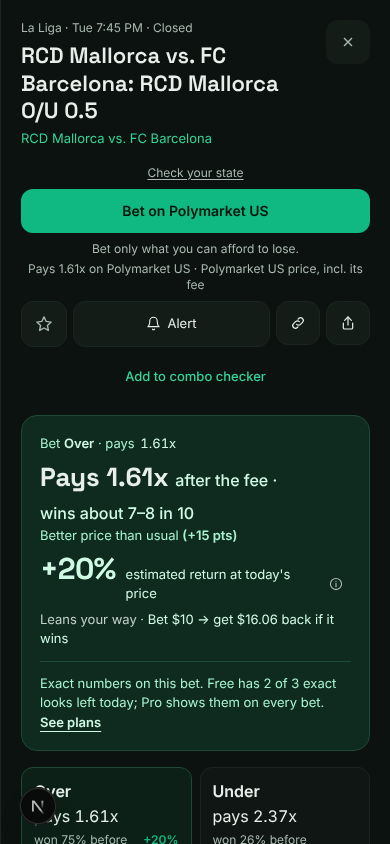 La Liga · Tue 7:45 PM · Closed
RCD Mallorca vs. FC
Barcelona: RCD Mallorca
O/U 0.5
RCD Mallorca vs. FC Barcelona
Check your state
Bet on Polymarket US
Bet only what you can afford to lose.
Pays 1.61x on Polymarket US · Polymarket US price, incl. its
fee
Alert
Add to combo checker
Bet Over · pays 1.61x
Pays 1.61x after the fee ·
wins about 7–8 in 10
Better price than usual (+15 pts)
+20% estimated return at today's
price
Leans your way · Bet $10 → get $16.06 back if it
wins
Exact numbers on this bet. Free has 2 of 3 exact
looks left today; Pro shows them on every bet.
See plans
Over
pays 1.61x
won 75% before +20%
Under
pays 2.37x
won 26% before
N